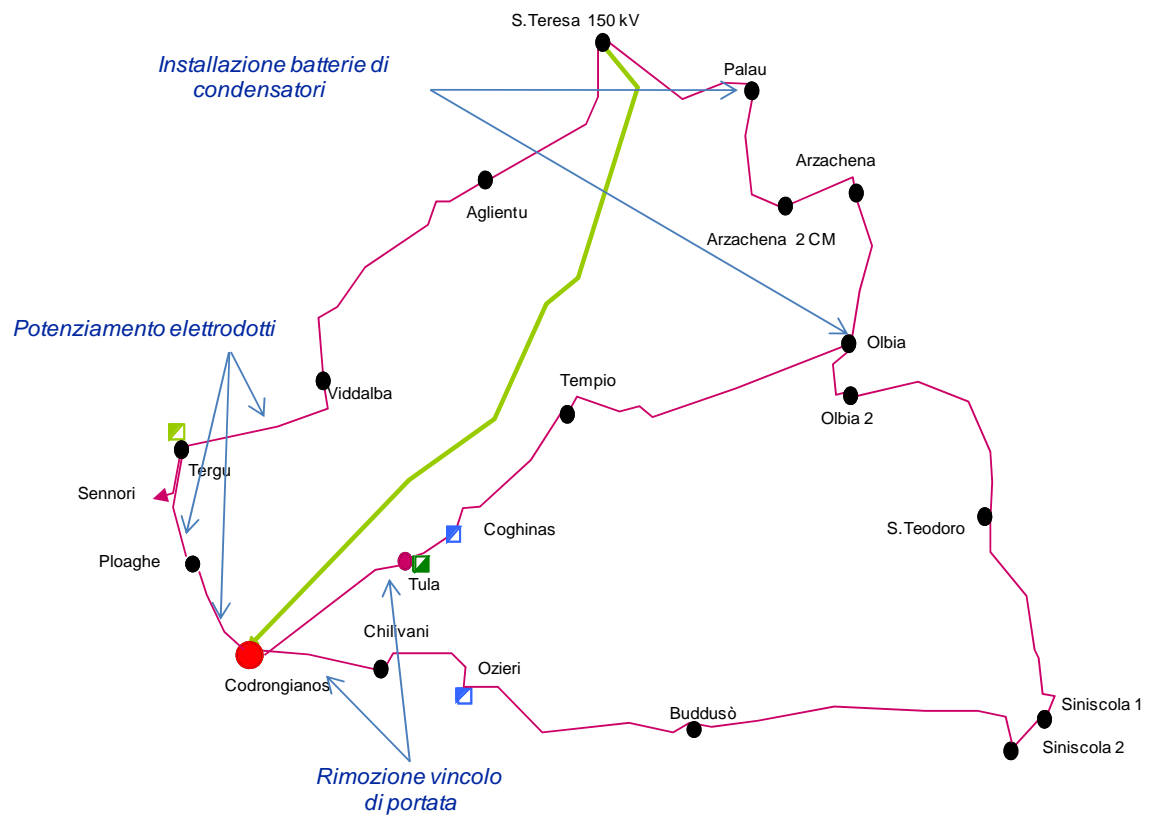 S.Teresa 150 kV
Installazione batterie di
condensatori
Palau
Arzachena
Aglientu
Arzachena 2 CM
Potenziamento elettrodotti
Olbia
Tempio
Viddalba
Olbia 2
Tergu
Sennori
S.Teodoro
Coghinas
Ploaghe
Tula
Chilivani
Ozieri
Codrongianos
Siniscola 1
Buddusò
Siniscola 2
Rimozione vincolo
di portata